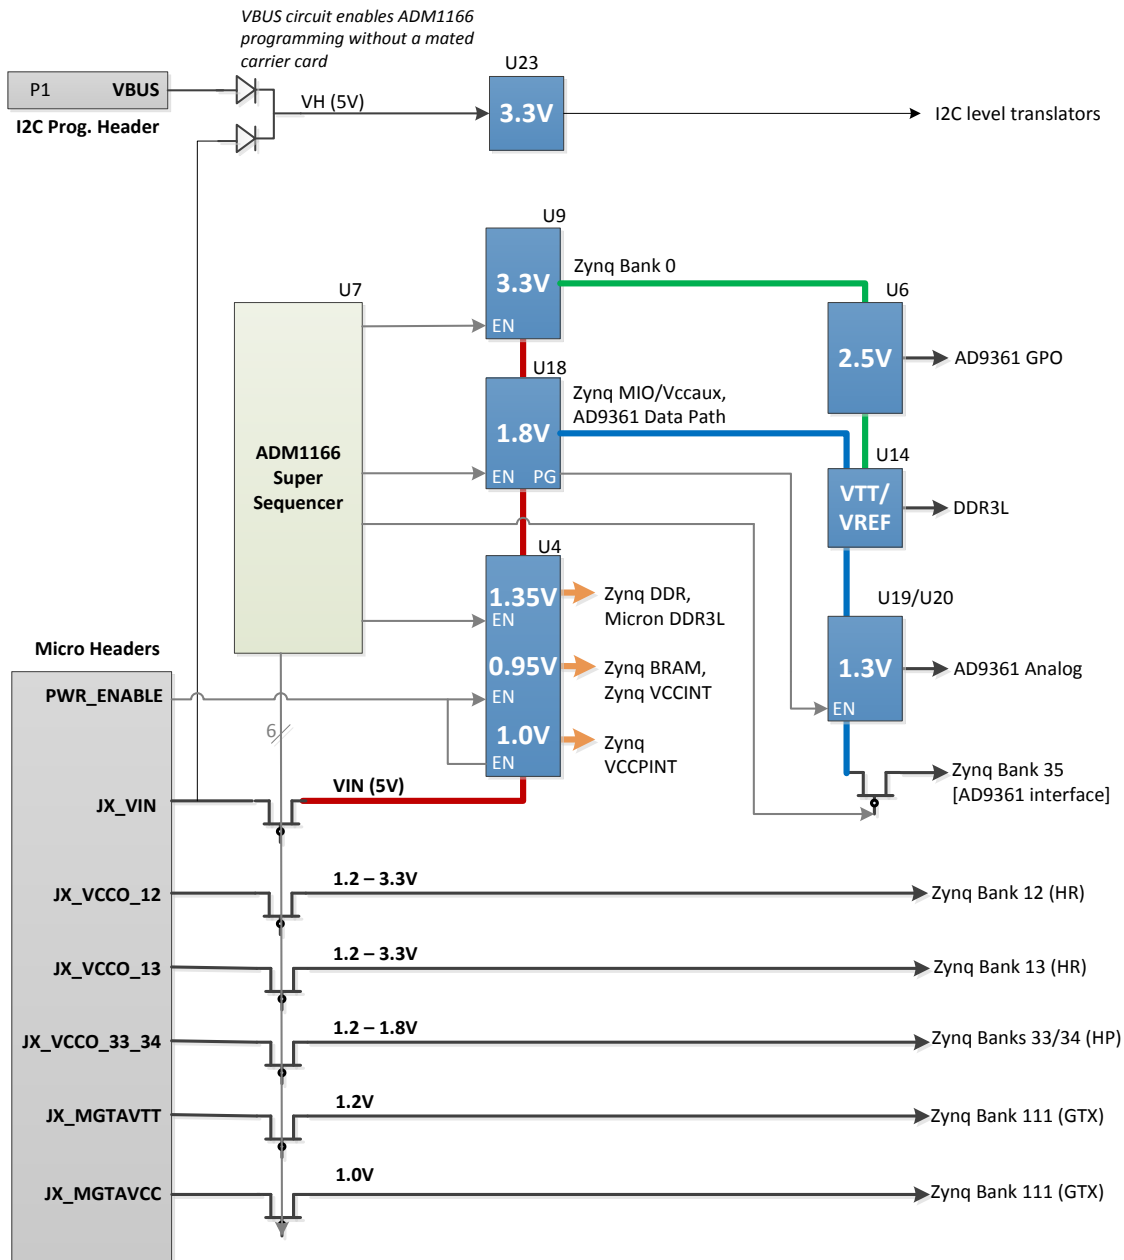 VBUS circuit enables ADM1166
programming without a mated
carrier card
P1 VBUS
I2C Prog. Header
VH (5V)
U23
3.3V
I2C level translators
U9
3.3V
EN
Zynq Bank 0
U7
ADM1166
Super
Sequencer
U6
2.5V
AD9361 GPO
U18
1.8V
EN PG
Zynq MIO/Vccaux,
AD9361 Data Path
U14
VTT/
VREF
DDR3L
U4
1.35V
EN
Zynq DDR,
Micron DDR3L
0.95V
EN
Zynq BRAM,
Zynq VCCINT
1.0V
EN
Zynq
VCCPINT
U19/U20
1.3V
EN
AD9361 Analog
Zynq Bank 35
[AD9361 interface]
Micro Headers
PWR_ENABLE
6
JX_VIN
VIN (5V)
JX_VCCO_12
1.2 – 3.3V
Zynq Bank 12 (HR)
JX_VCCO_13
1.2 – 3.3V
Zynq Bank 13 (HR)
JX_VCCO_33_34
1.2 – 1.8V
Zynq Banks 33/34 (HP)
JX_MGTAVTT
1.2V
Zynq Bank 111 (GTX)
JX_MGTAVCC
1.0V
Zynq Bank 111 (GTX)